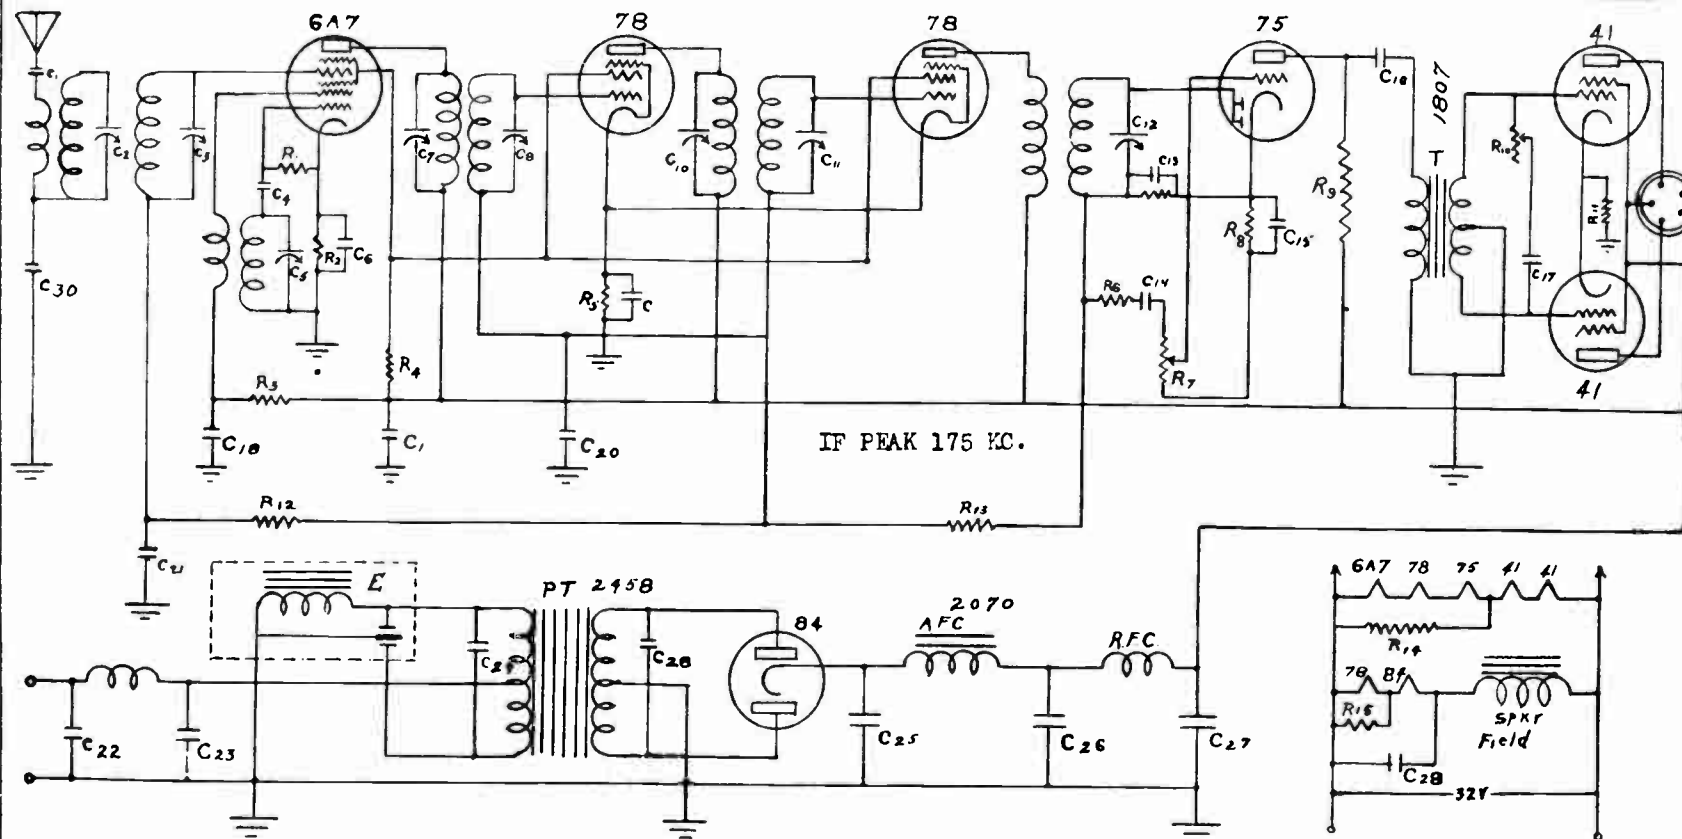 6A7
78
78
75
41
C1
C2
C3
R1
C4
C5
R2
C6
C7
C8
C10
C11
C12
C13
C16
R9
T 1807
R10
R11
C17
C30
R5
C
R8
C15
R6
C14
R7
41
R3
R4
C18
C1
C20
IF PEAK 175 KC.
R12
R13
C21
E
PT 2458
84
2070
AFC
RFC
C28
C22
C23
C25
C26
C27
6A7 78 75 41 41
R14
78 84
R15
SPKr
Field
C28
32V